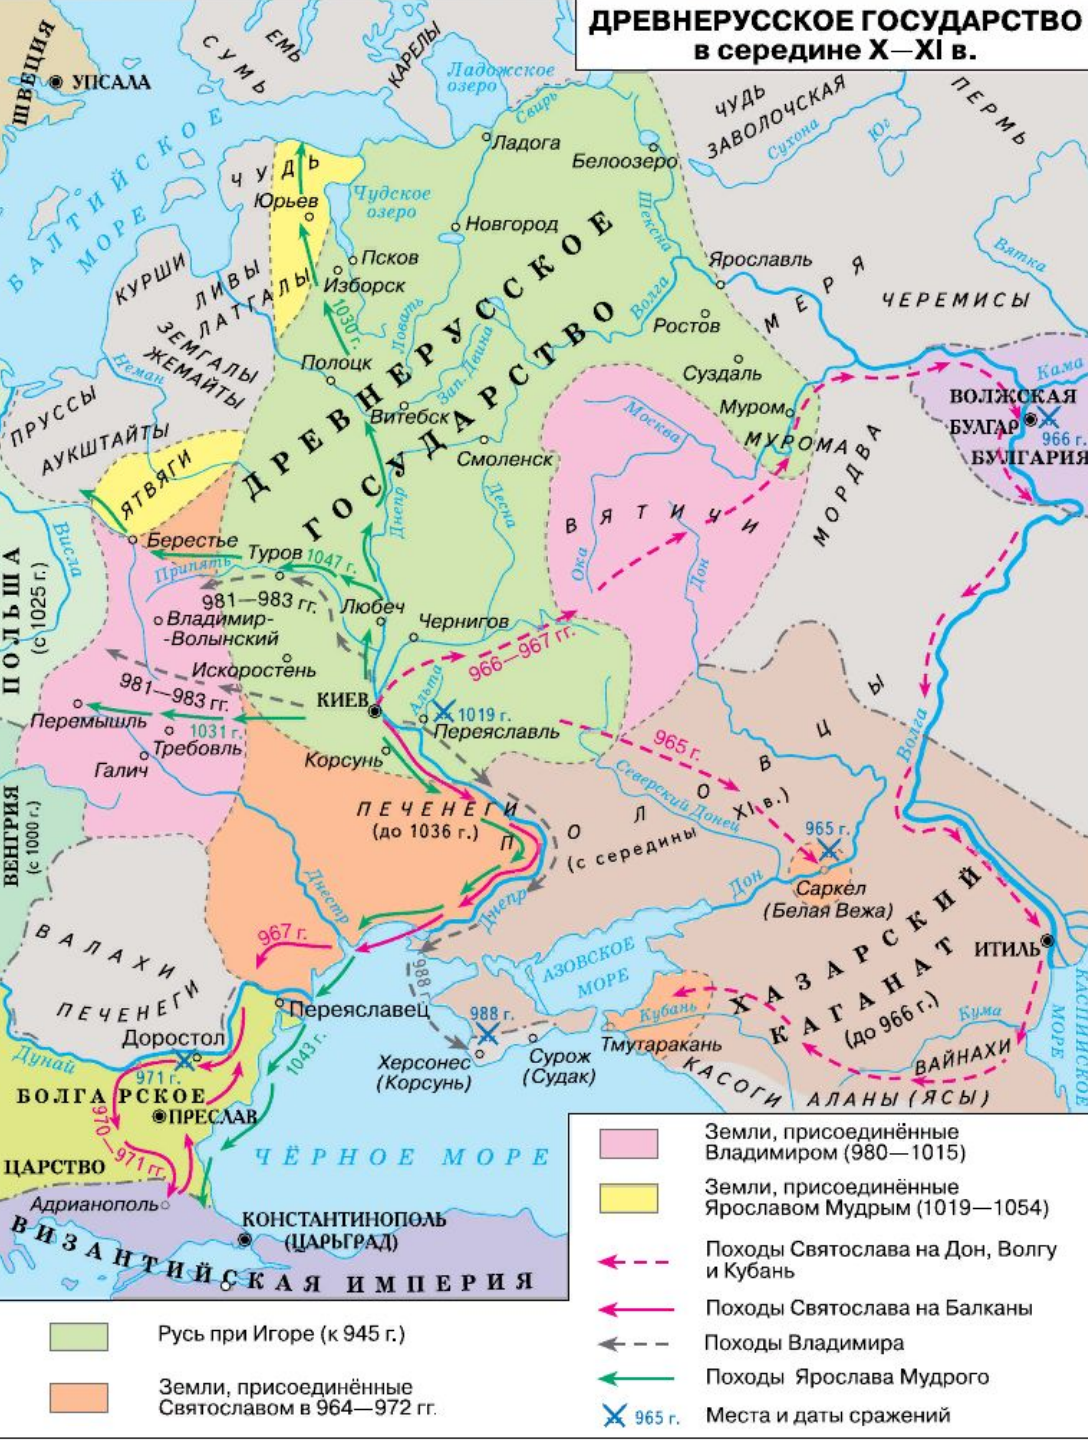 ДРЕВНЕРУССКОЕ ГОСУДАРСТВО
в середине X—XI в.
ШВЕЦИЯ
УПСАЛА
СУМЬ
ЕМЬ
КАРЕЛЫ
Ладожское
озеро
Свирь
ЧУДЬ
ЗАВОЛОЧСКАЯ
Сухона
Юг
ПЕРМЬ
БАЛТИЙСКОЕ
МОРЕ
ЧУДЬ
Юрьев
Чудское
озеро
Ладога
Белоозеро
Шексна
Новгород
Псков
Изборск
1030 г.
Ловать
КУРШИ
ЛИВЫ
ЛАТГАЛЫ
ЗЕМГАЛЫ
ЖЕМАЙТЫ
Неман
ПРУССЫ
АУКШТАЙТЫ
ЯТВЯГИ
ДРЕВНЕРУССКОЕ
ГОСУДАРСТВО
Полоцк
Зап. Двина
Витебск
Смоленск
Волга
Ярославль
Ростов
Суздаль
Муром
МУРОМА
МЕРЯ
ЧЕРЕМИСЫ
Вятка
Кама
ВОЛЖСКАЯ
БУЛГАР
966 г.
БУЛГАРИЯ
МОРДВА
Москва
ВЯТИЧИ
Ока
Дон
Днепр
Десна
ПОЛЬША
(с 1025 г.)
Висла
Берестье
Припять
Туров
1047 г.
981—983 гг.
Любеч
Чернигов
Владимир-
-Волынский
Искоростень
966—967 гг.
981—983 гг.
КИЕВ
Альта
1019 г.
Переяславль
Перемышль
1031 г.
Требовль
Галич
Корсунь
965 г.
ВЕНГРИЯ
(с 1000 г.)
ПЕЧЕНЕГИ
(до 1036 г.)
ПОЛОВЦЫ
(с середины XI в.)
Северский Донец
965 г.
Саркел
(Белая Вежа)
Дон
Волга
Днестр
Днепр
967 г.
988 г.
ВАЛАХИ
ПЕЧЕНЕГИ
АЗОВСКОЕ
МОРЕ
ХАЗАРСКИЙ
КАГАНАТ
(до 966 г.)
ИТИЛЬ
КАСПИЙСКОЕ
МОРЕ
Кубань
Кума
Тмутаракань
ВАЙНАХИ
КАСОГИ
АЛАНЫ (ЯСЫ)
988 г.
Херсонес
(Корсунь)
Сурож
(Судак)
Переяславец
Доростол
Дунай
971 г.
1043 г.
БОЛГАРСКОЕ
ЦАРСТВО
ПРЕСЛАВ
970—971 гг.
ЧЁРНОЕ МОРЕ
Адрианополь
КОНСТАНТИНОПОЛЬ
(ЦАРЬГРАД)
ВИЗАНТИЙСКАЯ ИМПЕРИЯ
Русь при Игоре (к 945 г.)
Земли, присоединённые
Святославом в 964—972 гг.
Земли, присоединённые
Владимиром (980—1015)
Земли, присоединённые
Ярославом Мудрым (1019—1054)
Походы Святослава на Дон, Волгу
и Кубань
Походы Святослава на Балканы
Походы Владимира
Походы Ярослава Мудрого
965 г.
Места и даты сражений